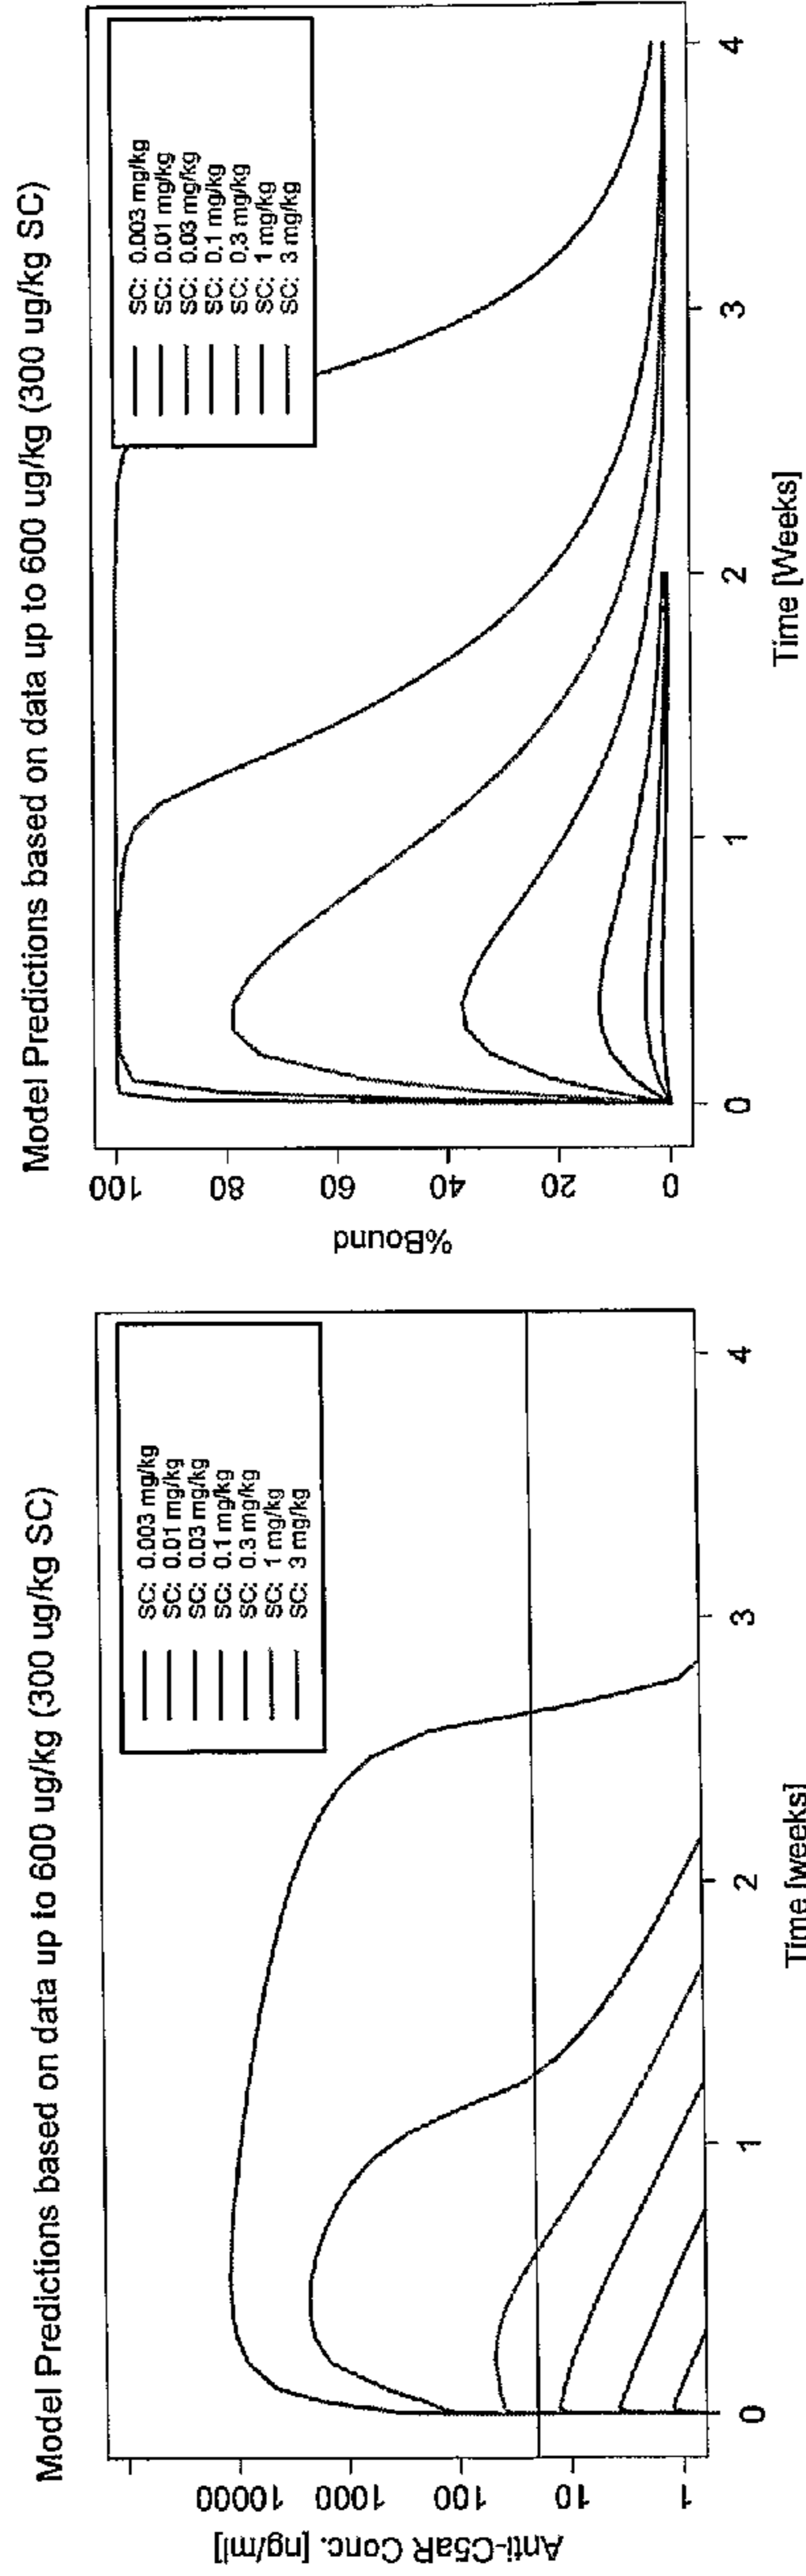 Model Predictions based on data up to 600 ug/kg (300 ug/kg SC)
Anti-C5aR Conc. [ng/ml]
10000
1000
100
10
1
SC: 0.003 mg/kg
SC: 0.01 mg/kg
SC: 0.03 mg/kg
SC: 0.1 mg/kg
SC: 0.3 mg/kg
SC: 1 mg/kg
SC: 3 mg/kg
0
1
2
3
4
Time [weeks]
Model Predictions based on data up to 600 ug/kg (300 ug/kg SC)
%Bound
100
80
60
40
20
0
SC: 0.003 mg/kg
SC: 0.01 mg/kg
SC: 0.03 mg/kg
SC: 0.1 mg/kg
SC: 0.3 mg/kg
SC: 1 mg/kg
SC: 3 mg/kg
0
1
2
3
4
Time [Weeks]